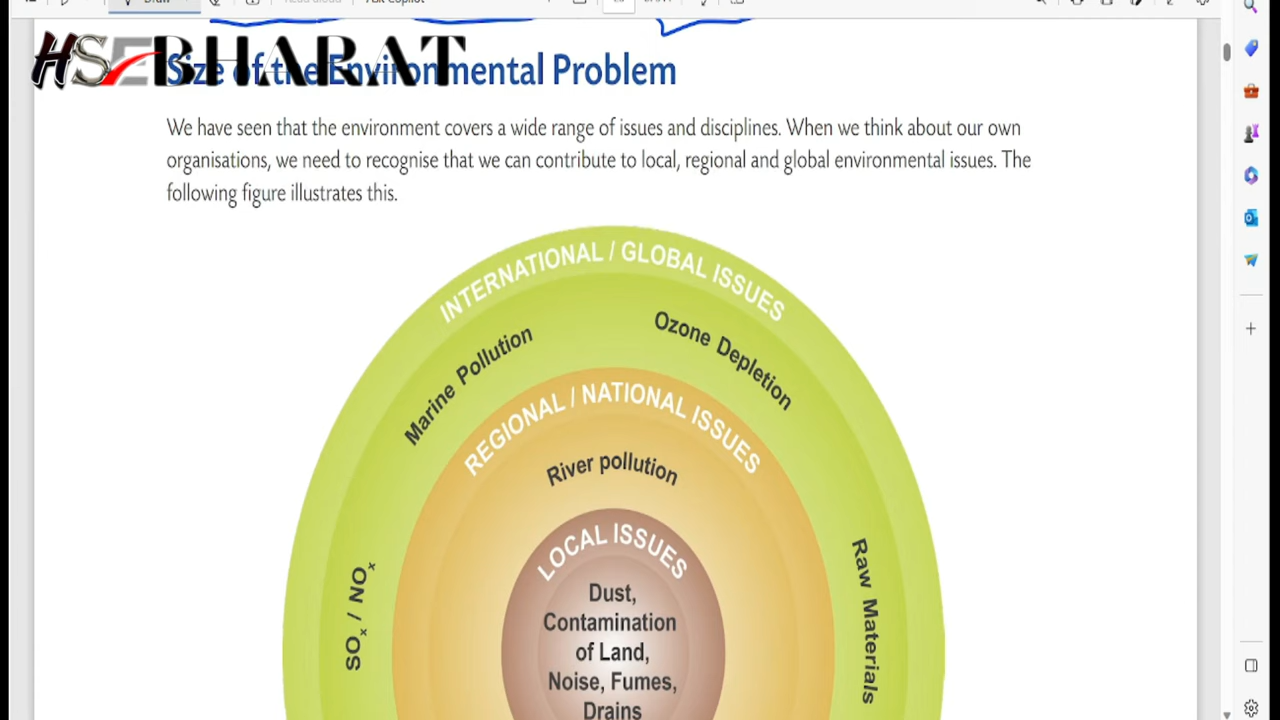 HSE BHARAT
Size of the Environmental Problem
We have seen that the environment covers a wide range of issues and disciplines. When we think about our own
organisations, we need to recognise that we can contribute to local, regional and global environmental issues. The
following figure illustrates this.
INTERNATIONAL / GLOBAL ISSUES
Marine Pollution
Ozone Depletion
REGIONAL / NATIONAL ISSUES
River pollution
LOCAL ISSUES
SOx / NOx
Raw Materials
Dust,
Contamination
of Land,
Noise, Fumes,
Drains